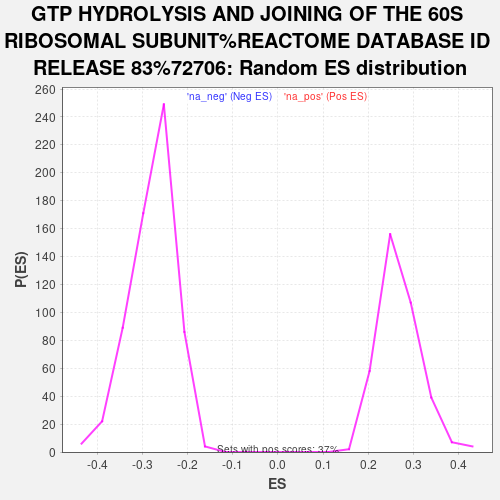 GTP HYDROLYSIS AND JOINING OF THE 60S
RIBOSOMAL SUBUNIT%REACTOME DATABASE ID
RELEASE 83%72706: Random ES distribution
'na_neg' (Neg ES) 'na_pos' (Pos ES)
260
240
220
200
180
160
140
120
100
80
60
40
20
0
P(ES)
Sets with pos scores: 37%
-0.4 -0.3 -0.2 -0.1 0.0 0.1 0.2 0.3 0.4
ES